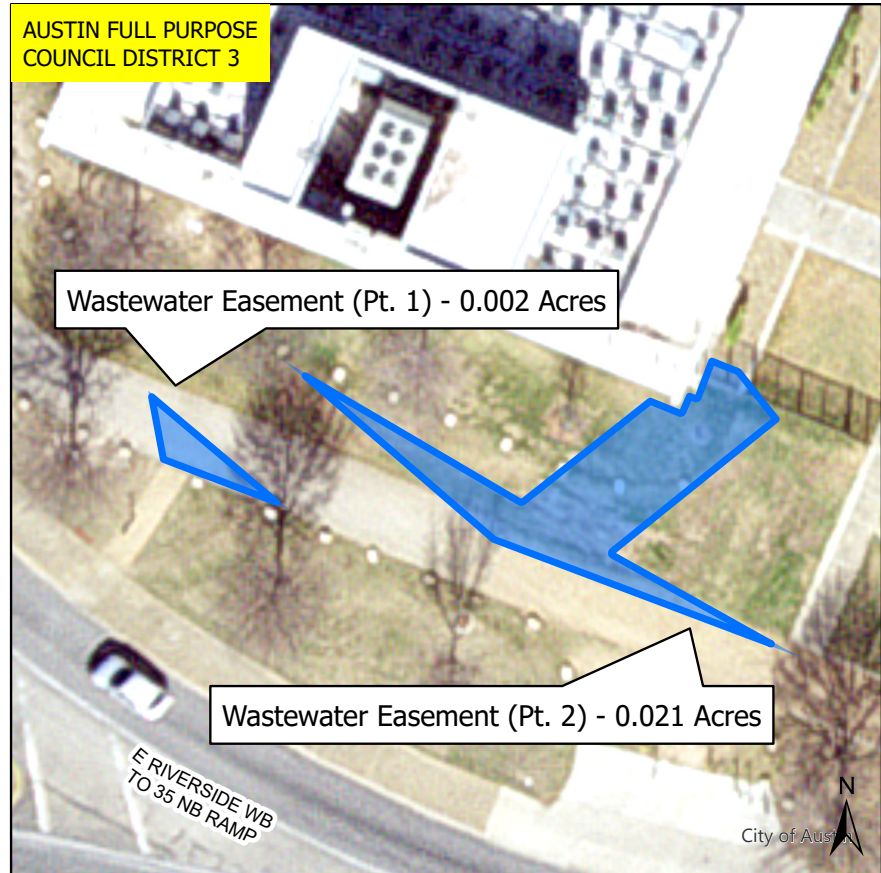 AUSTIN FULL PURPOSE
COUNCIL DISTRICT 3
Wastewater Easement (Pt. 1) - 0.002 Acres
Wastewater Easement (Pt. 2) - 0.021 Acres
E RIVERSIDE WB
TO 35 NB RAMP
N
City of Austin